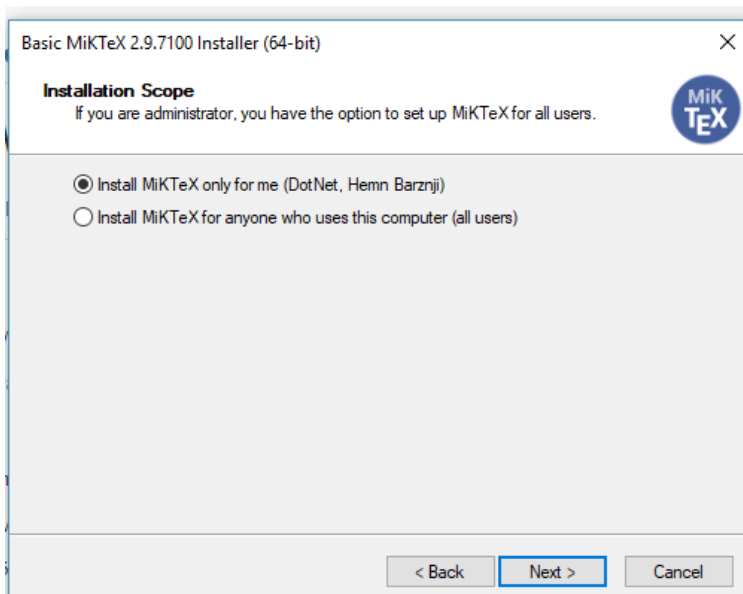 Basic MiKTeX 2.9.7100 Installer (64-bit)
Installation Scope
If you are administrator, you have the option to set up MiKTeX for all users.
MiK
TEX
Install MiKTeX only for me (DotNet, Hemn Barznji)
Install MiKTeX for anyone who uses this computer (all users)
< Back
Next >
Cancel